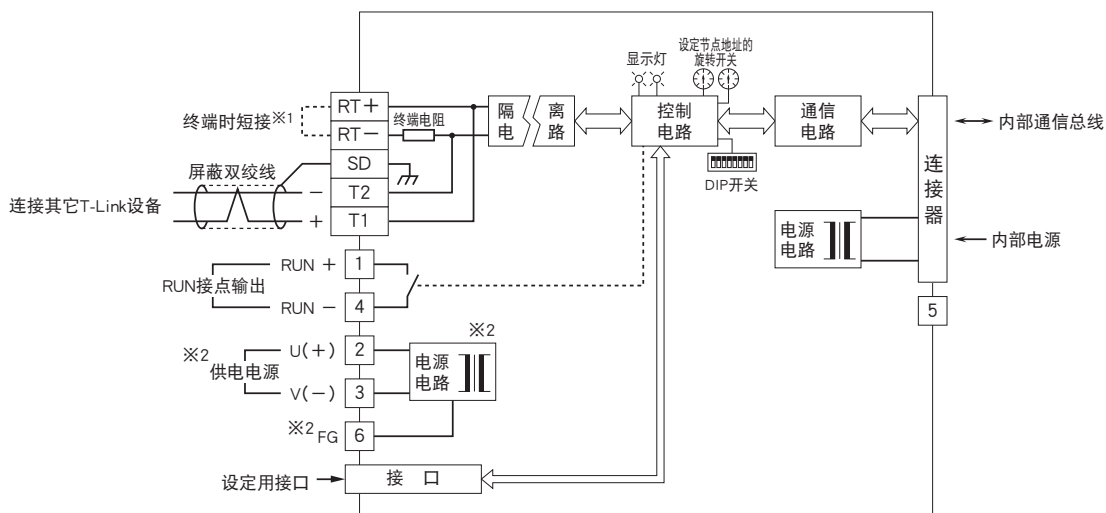 设定节点地址的
旋转开关
显示灯
RT+
终端时短接※1
RT−
终端电阻
隔 离
电 路
控制
电路
通信
电路
内部通信总线
SD
屏蔽双绞线
DIP开关
连接器
− T2
连接其它T-Link设备
+ T1
电源
电路
内部电源
RUN + 1
RUN接点输出
RUN − 4
5
※2
U(+) 2
※2
供电电源
电源
电路
V(−) 3
※2 FG 6
设定用接口
接 口